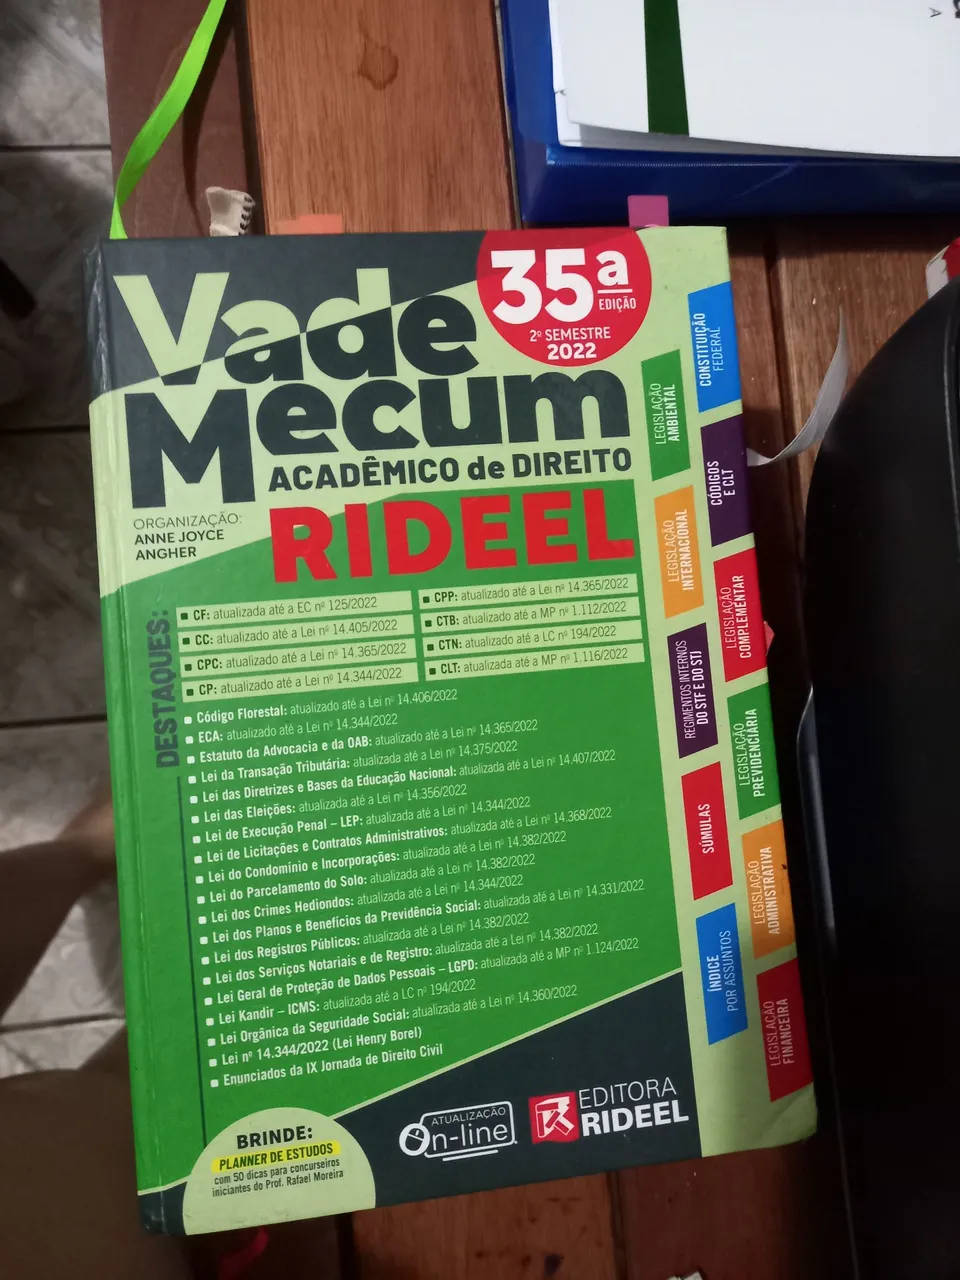 Vade
Mecum
ACADÊMICO de DIREITO
RIDEEL
35ª
EDIÇÃO
2º SEMESTRE
2022
ORGANIZAÇÃO:
ANNE JOYCE
ANGHER
DESTAQUES:
CF: atualizada até a EC nº 125/2022
CC: atualizado até a Lei nº 14.405/2022
CPC: atualizado até a Lei nº 14.365/2022
CP: atualizado até a Lei nº 14.344/2022
CPP: atualizado até a Lei nº 14.365/2022
CTB: atualizado até a MP nº 1.112/2022
CTN: atualizado até a LC nº 194/2022
CLT: atualizada até a MP nº 1.116/2022
Código Florestal: atualizado até a Lei nº 14.406/2022
ECA: atualizado até a Lei nº 14.344/2022
Estatuto da Advocacia e da OAB: atualizado até a Lei nº 14.365/2022
Lei da Transação Tributária: atualizada até a Lei nº 14.375/2022
Lei das Diretrizes e Bases da Educação Nacional: atualizada até a Lei nº 14.407/2022
Lei das Eleições: atualizada até a Lei nº 14.356/2022
Lei de Execução Penal – LEP: atualizada até a Lei nº 14.344/2022
Lei de Licitações e Contratos Administrativos: atualizada até a Lei nº 14.368/2022
Lei do Condomínio e Incorporações: atualizada até a Lei nº 14.382/2022
Lei do Parcelamento do Solo: atualizada até a Lei nº 14.382/2022
Lei dos Crimes Hediondos: atualizada até a Lei nº 14.344/2022
Lei dos Planos e Benefícios da Previdência Social: atualizada até a Lei nº 14.331/2022
Lei dos Registros Públicos: atualizada até a Lei nº 14.382/2022
Lei dos Serviços Notariais e de Registro: atualizada até a Lei nº 14.382/2022
Lei Geral de Proteção de Dados Pessoais – LGPD: atualizada até a MP nº 1.124/2022
Lei Kandir – ICMS: atualizada até a LC nº 194/2022
Lei Orgânica da Seguridade Social: atualizada até a Lei nº 14.360/2022
Lei nº 14.344/2022 (Lei Henry Borel)
Enunciados da IX Jornada de Direito Civil
CONSTITUIÇÃO
FEDERAL
LEGISLAÇÃO
AMBIENTAL
CÓDIGOS
E CLT
LEGISLAÇÃO
INTERNACIONAL
LEGISLAÇÃO
COMPLEMENTAR
REGIMENTOS INTERNOS
DO STF E DO STJ
LEGISLAÇÃO
PREVIDENCIÁRIA
SÚMULAS
LEGISLAÇÃO
ADMINISTRATIVA
ÍNDICE
POR ASSUNTOS
LEGISLAÇÃO
FINANCEIRA
BRINDE:
PLANNER DE ESTUDOS
com 50 dicas para concurseiros
iniciantes do Prof. Rafael Moreira
ATUALIZAÇÃO
On-line
EDITORA
RIDEEL
A